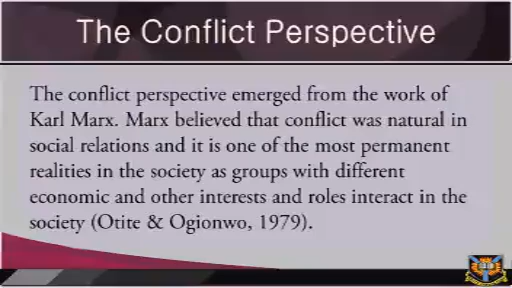 The Conflict Perspective
The conflict perspective emerged from the work of
Karl Marx. Marx believed that conflict was natural in
social relations and it is one of the most permanent
realities in the society as groups with different
economic and other interests and roles interact in the
society (Otite & Ogionwo, 1979).